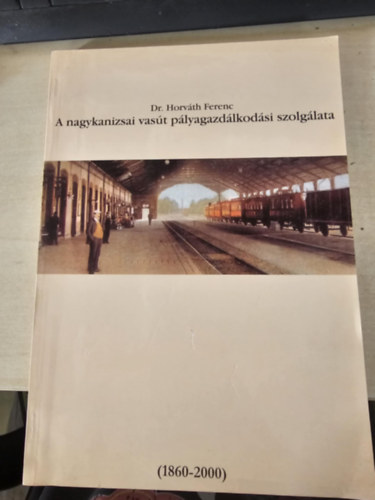 Dr. Horváth Ferenc
A nagykanizsai vasút pályagazdálkodási szolgálata
(1860-2000)